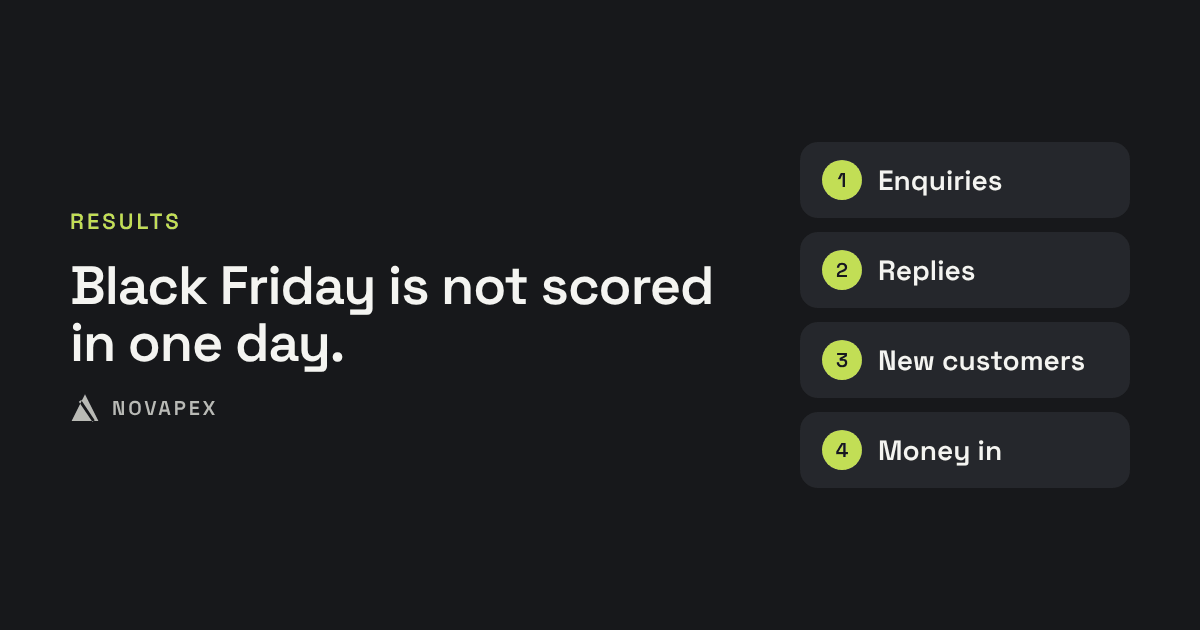 RESULTS
Black Friday is not scored
in one day.
NOVAPEX
1 Enquiries
2 Replies
3 New customers
4 Money in